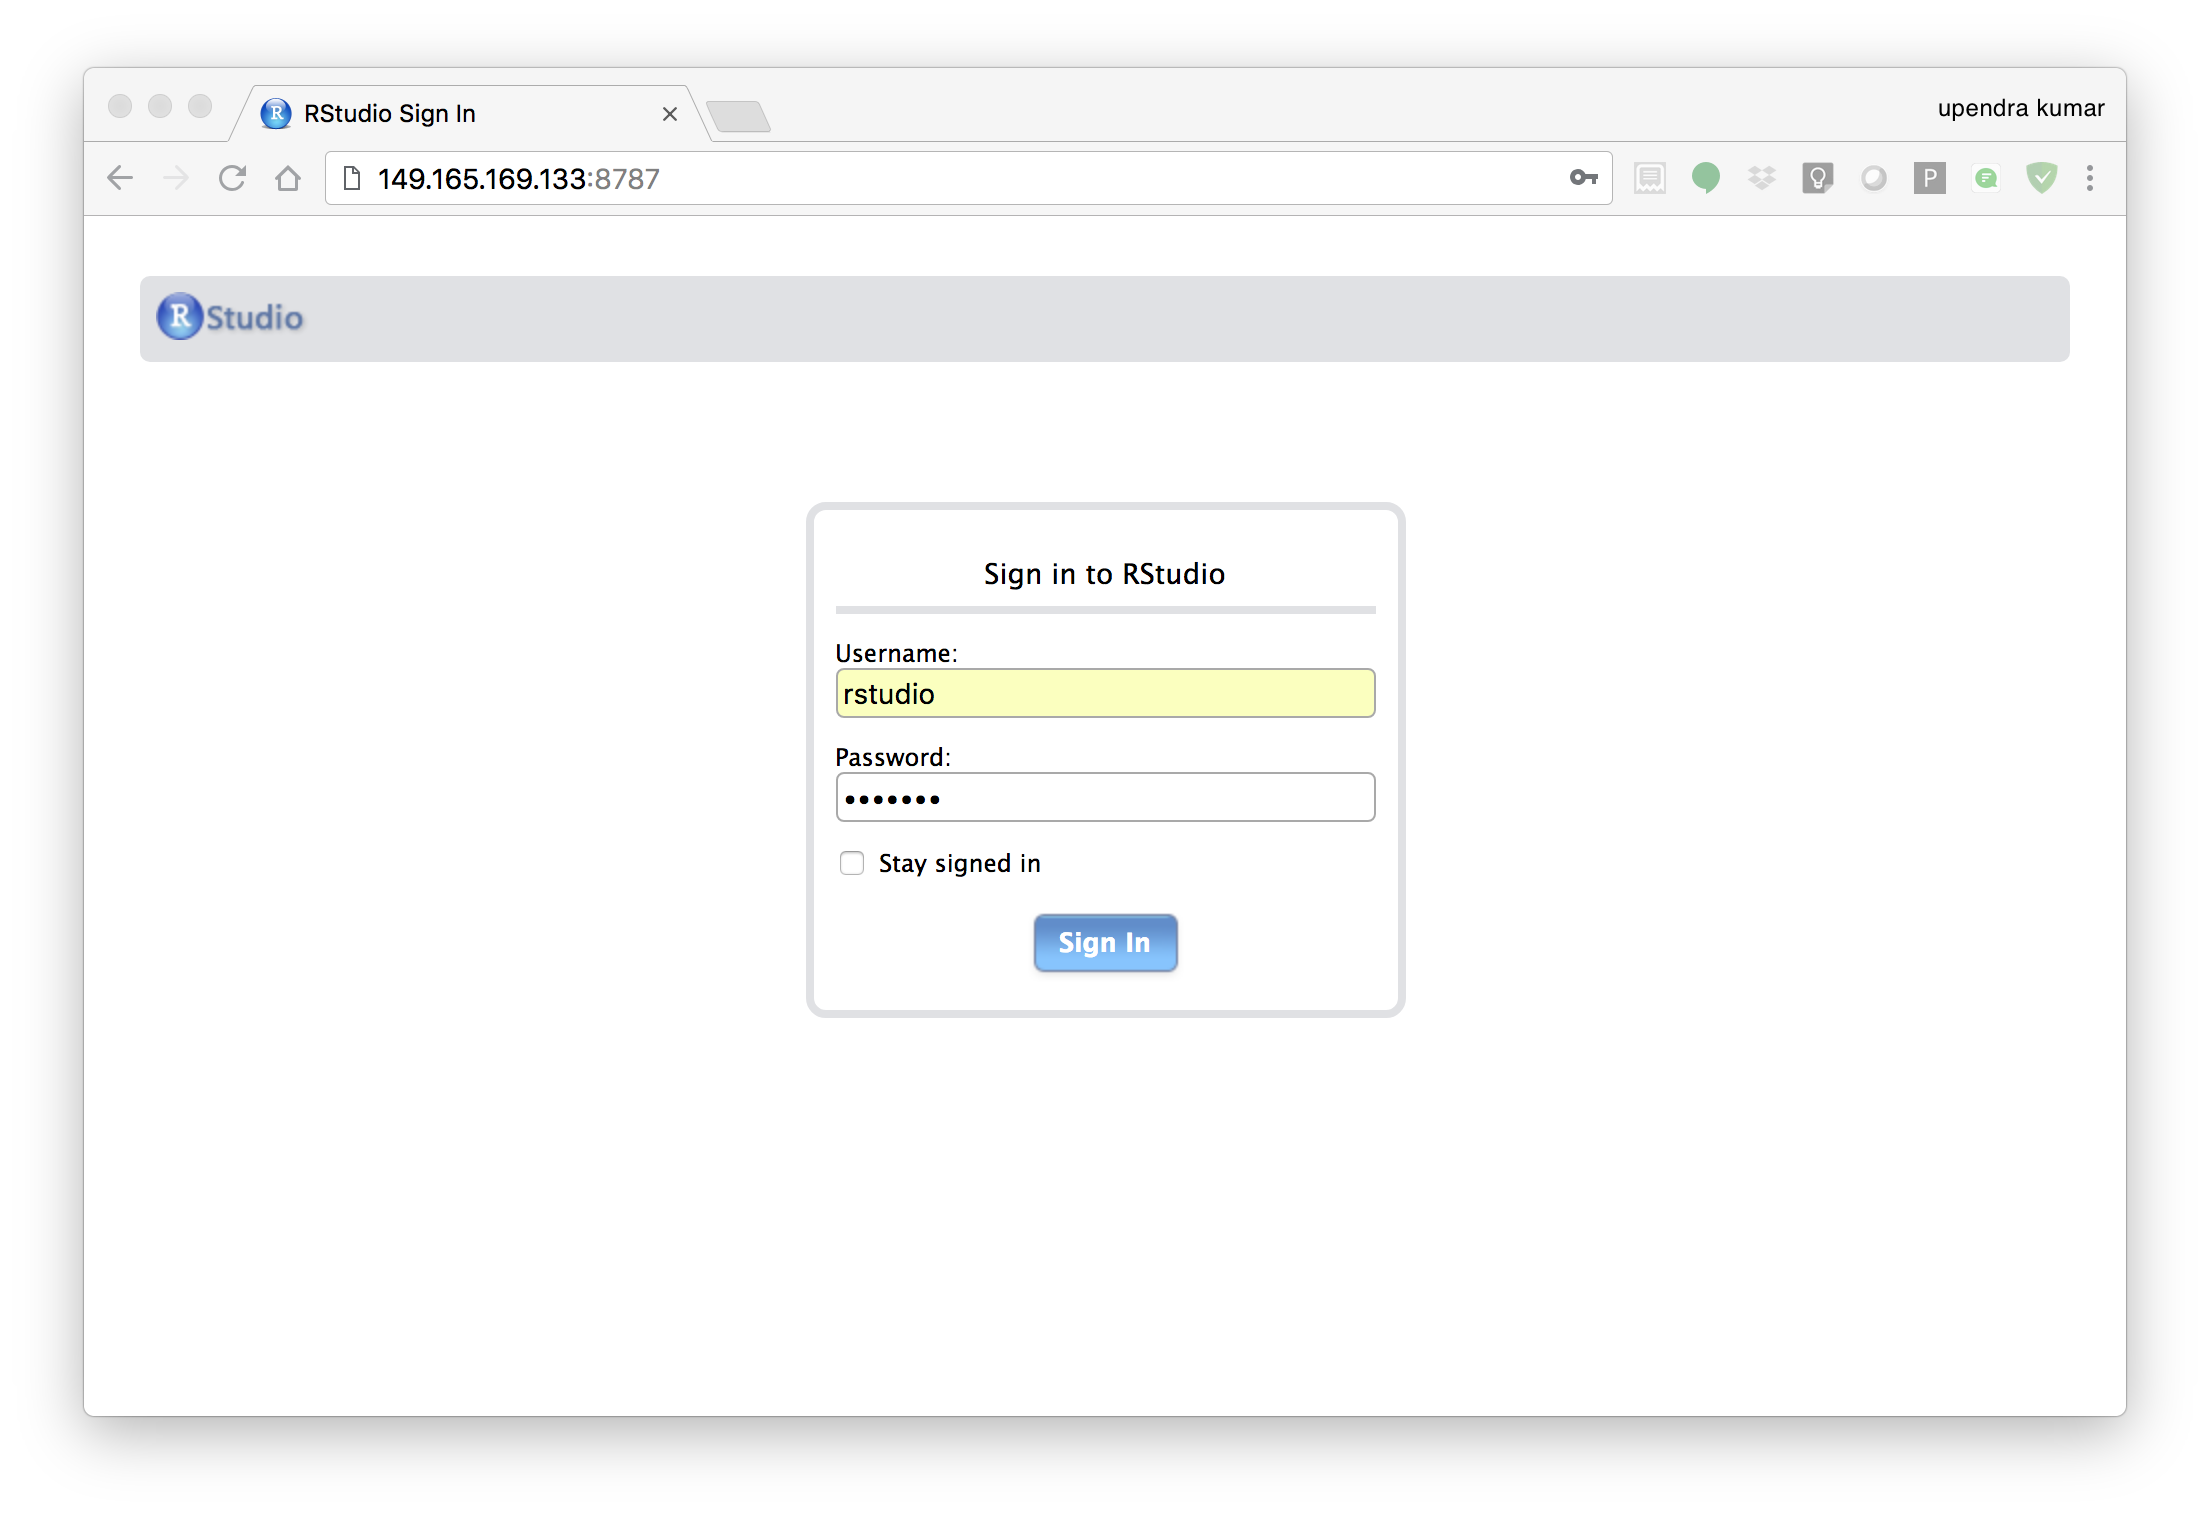 RStudio Sign In
upendra kumar
149.165.169.133:8787
P
R Studio
Sign in to RStudio
Username:
rstudio
Password:
•••••••
Stay signed in
Sign In